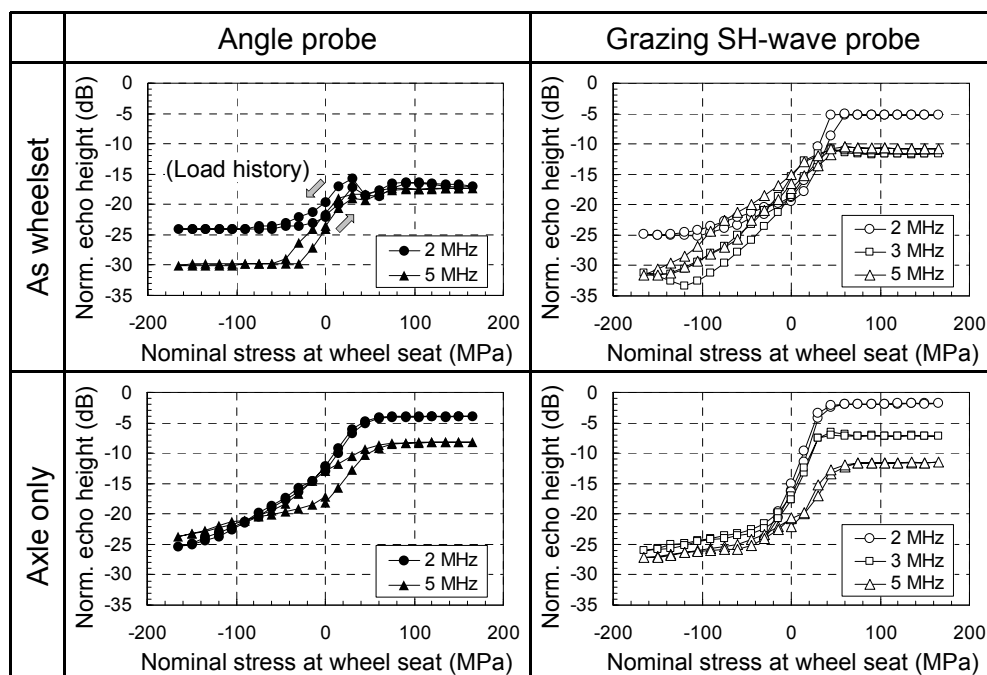 Angle probe
Grazing SH-wave probe
As wheelset
Norm. echo height (dB)
0
-5
-10
-15
-20
-25
-30
-35
(Load history)
2 MHz
5 MHz
-200
-100
0
100
200
Nominal stress at wheel seat (MPa)
Norm. echo height (dB)
0
-5
-10
-15
-20
-25
-30
-35
2 MHz
3 MHz
5 MHz
-200
-100
0
100
200
Nominal stress at wheel seat (MPa)
Axle only
Norm. echo height (dB)
0
-5
-10
-15
-20
-25
-30
-35
2 MHz
5 MHz
-200
-100
0
100
200
Nominal stress at wheel seat (MPa)
Norm. echo height (dB)
0
-5
-10
-15
-20
-25
-30
-35
2 MHz
3 MHz
5 MHz
-200
-100
0
100
200
Nominal stress at wheel seat (MPa)